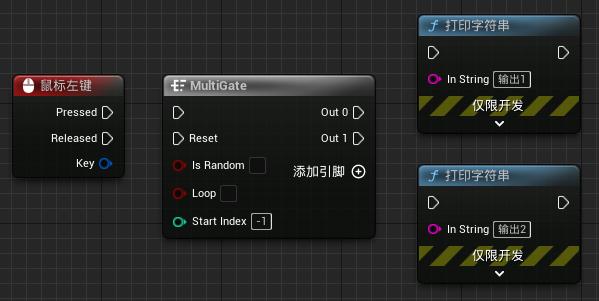 鼠标左键
Pressed
Released
Key
MultiGate
Out 0
Reset
Out 1
Is Random
添加引脚
Loop
Start Index -1
打印字符串
In String 输出1
仅限开发
打印字符串
In String 输出2
仅限开发